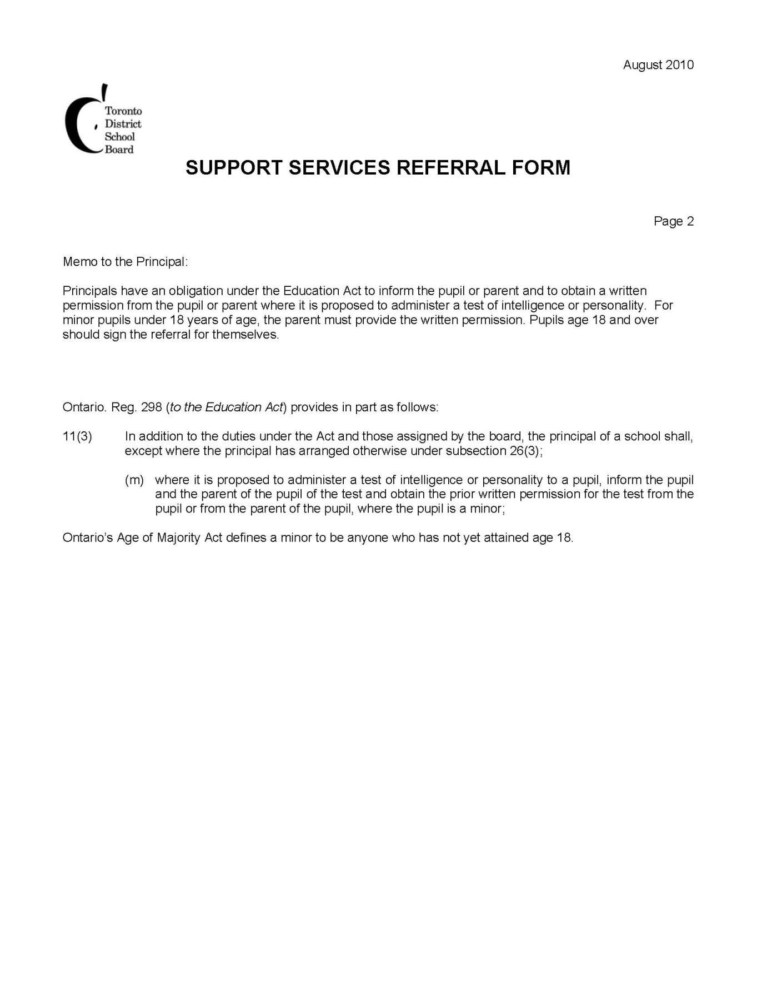 August 2010
Toronto
District
School
Board
SUPPORT SERVICES REFERRAL FORM
Page 2
Memo to the Principal:
Principals have an obligation under the Education Act to inform the pupil or parent and to obtain a written
permission from the pupil or parent where it is proposed to administer a test of intelligence or personality.  For
minor pupils under 18 years of age, the parent must provide the written permission. Pupils age 18 and over
should sign the referral for themselves.
Ontario. Reg. 298 (to the Education Act) provides in part as follows:
11(3) In addition to the duties under the Act and those assigned by the board, the principal of a school shall,
except where the principal has arranged otherwise under subsection 26(3);
(m) where it is proposed to administer a test of intelligence or personality to a pupil, inform the pupil
and the parent of the pupil of the test and obtain the prior written permission for the test from the
pupil or from the parent of the pupil, where the pupil is a minor;
Ontario’s Age of Majority Act defines a minor to be anyone who has not yet attained age 18.